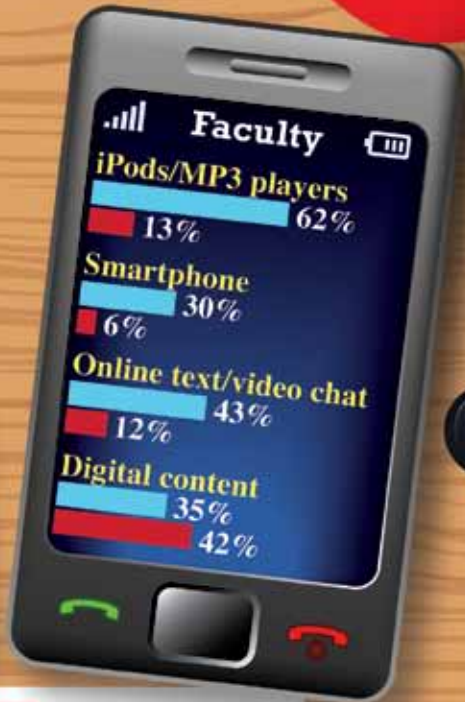 Faculty
iPods/MP3 players
62%
13%
Smartphone
30%
6%
Online text/video chat
43%
12%
Digital content
35%
42%